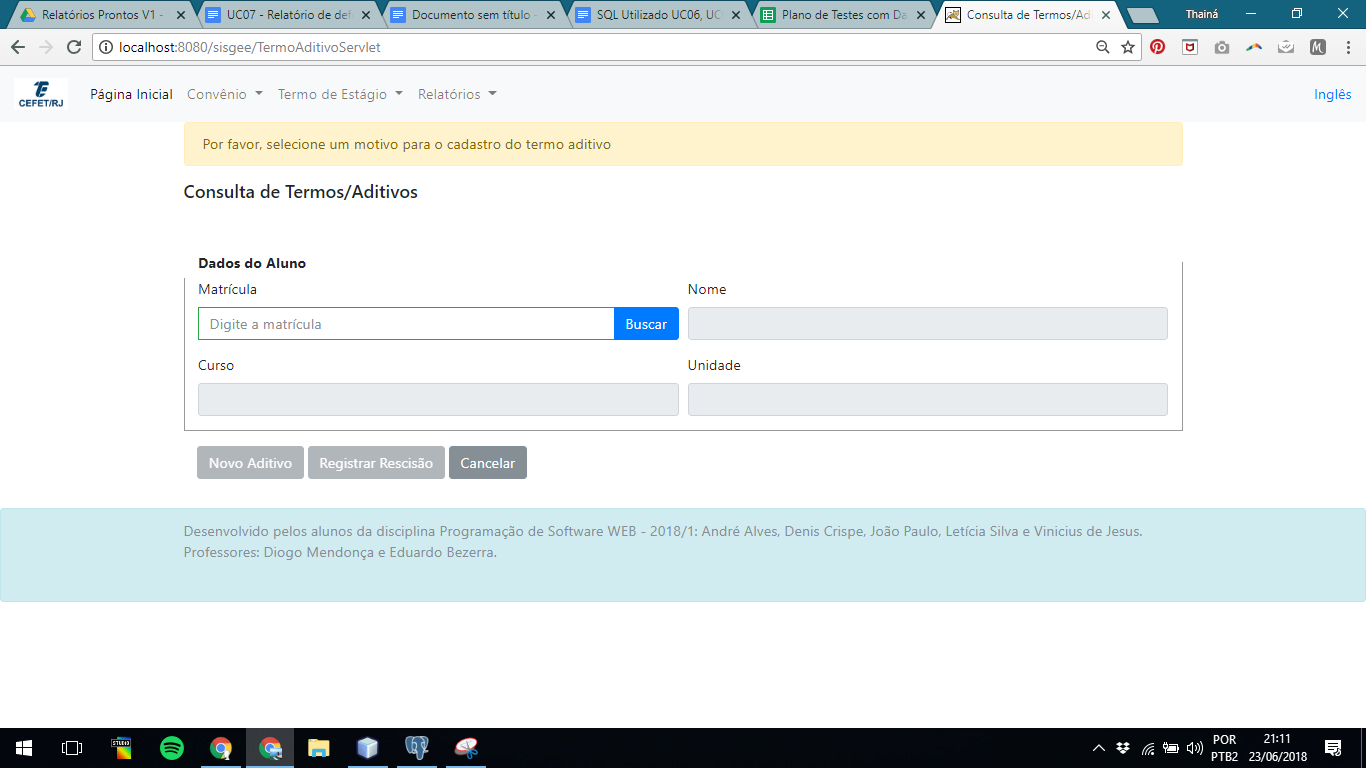 Relatórios Prontos V1 -
UC07 - Relatório de def
Documento sem título -
SQL Utilizado UC06, UC
Plano de Testes com Da
Consulta de Termos/Ad
Thainá
localhost:8080/sisgee/TermoAditivoServlet
CEFET/RJ
Página Inicial Convênio Termo de Estágio Relatórios Inglês
Por favor, selecione um motivo para o cadastro do termo aditivo
Consulta de Termos/Aditivos
Dados do Aluno
Matrícula Nome
Digite a matrícula Buscar
Curso Unidade
Novo Aditivo Registrar Rescisão Cancelar
Desenvolvido pelos alunos da disciplina Programação de Software WEB - 2018/1: André Alves, Denis Crispe, João Paulo, Letícia Silva e Vinicius de Jesus.
Professores: Diogo Mendonça e Eduardo Bezerra.
STUDIO
POR 21:11
PTB2 23/06/2018